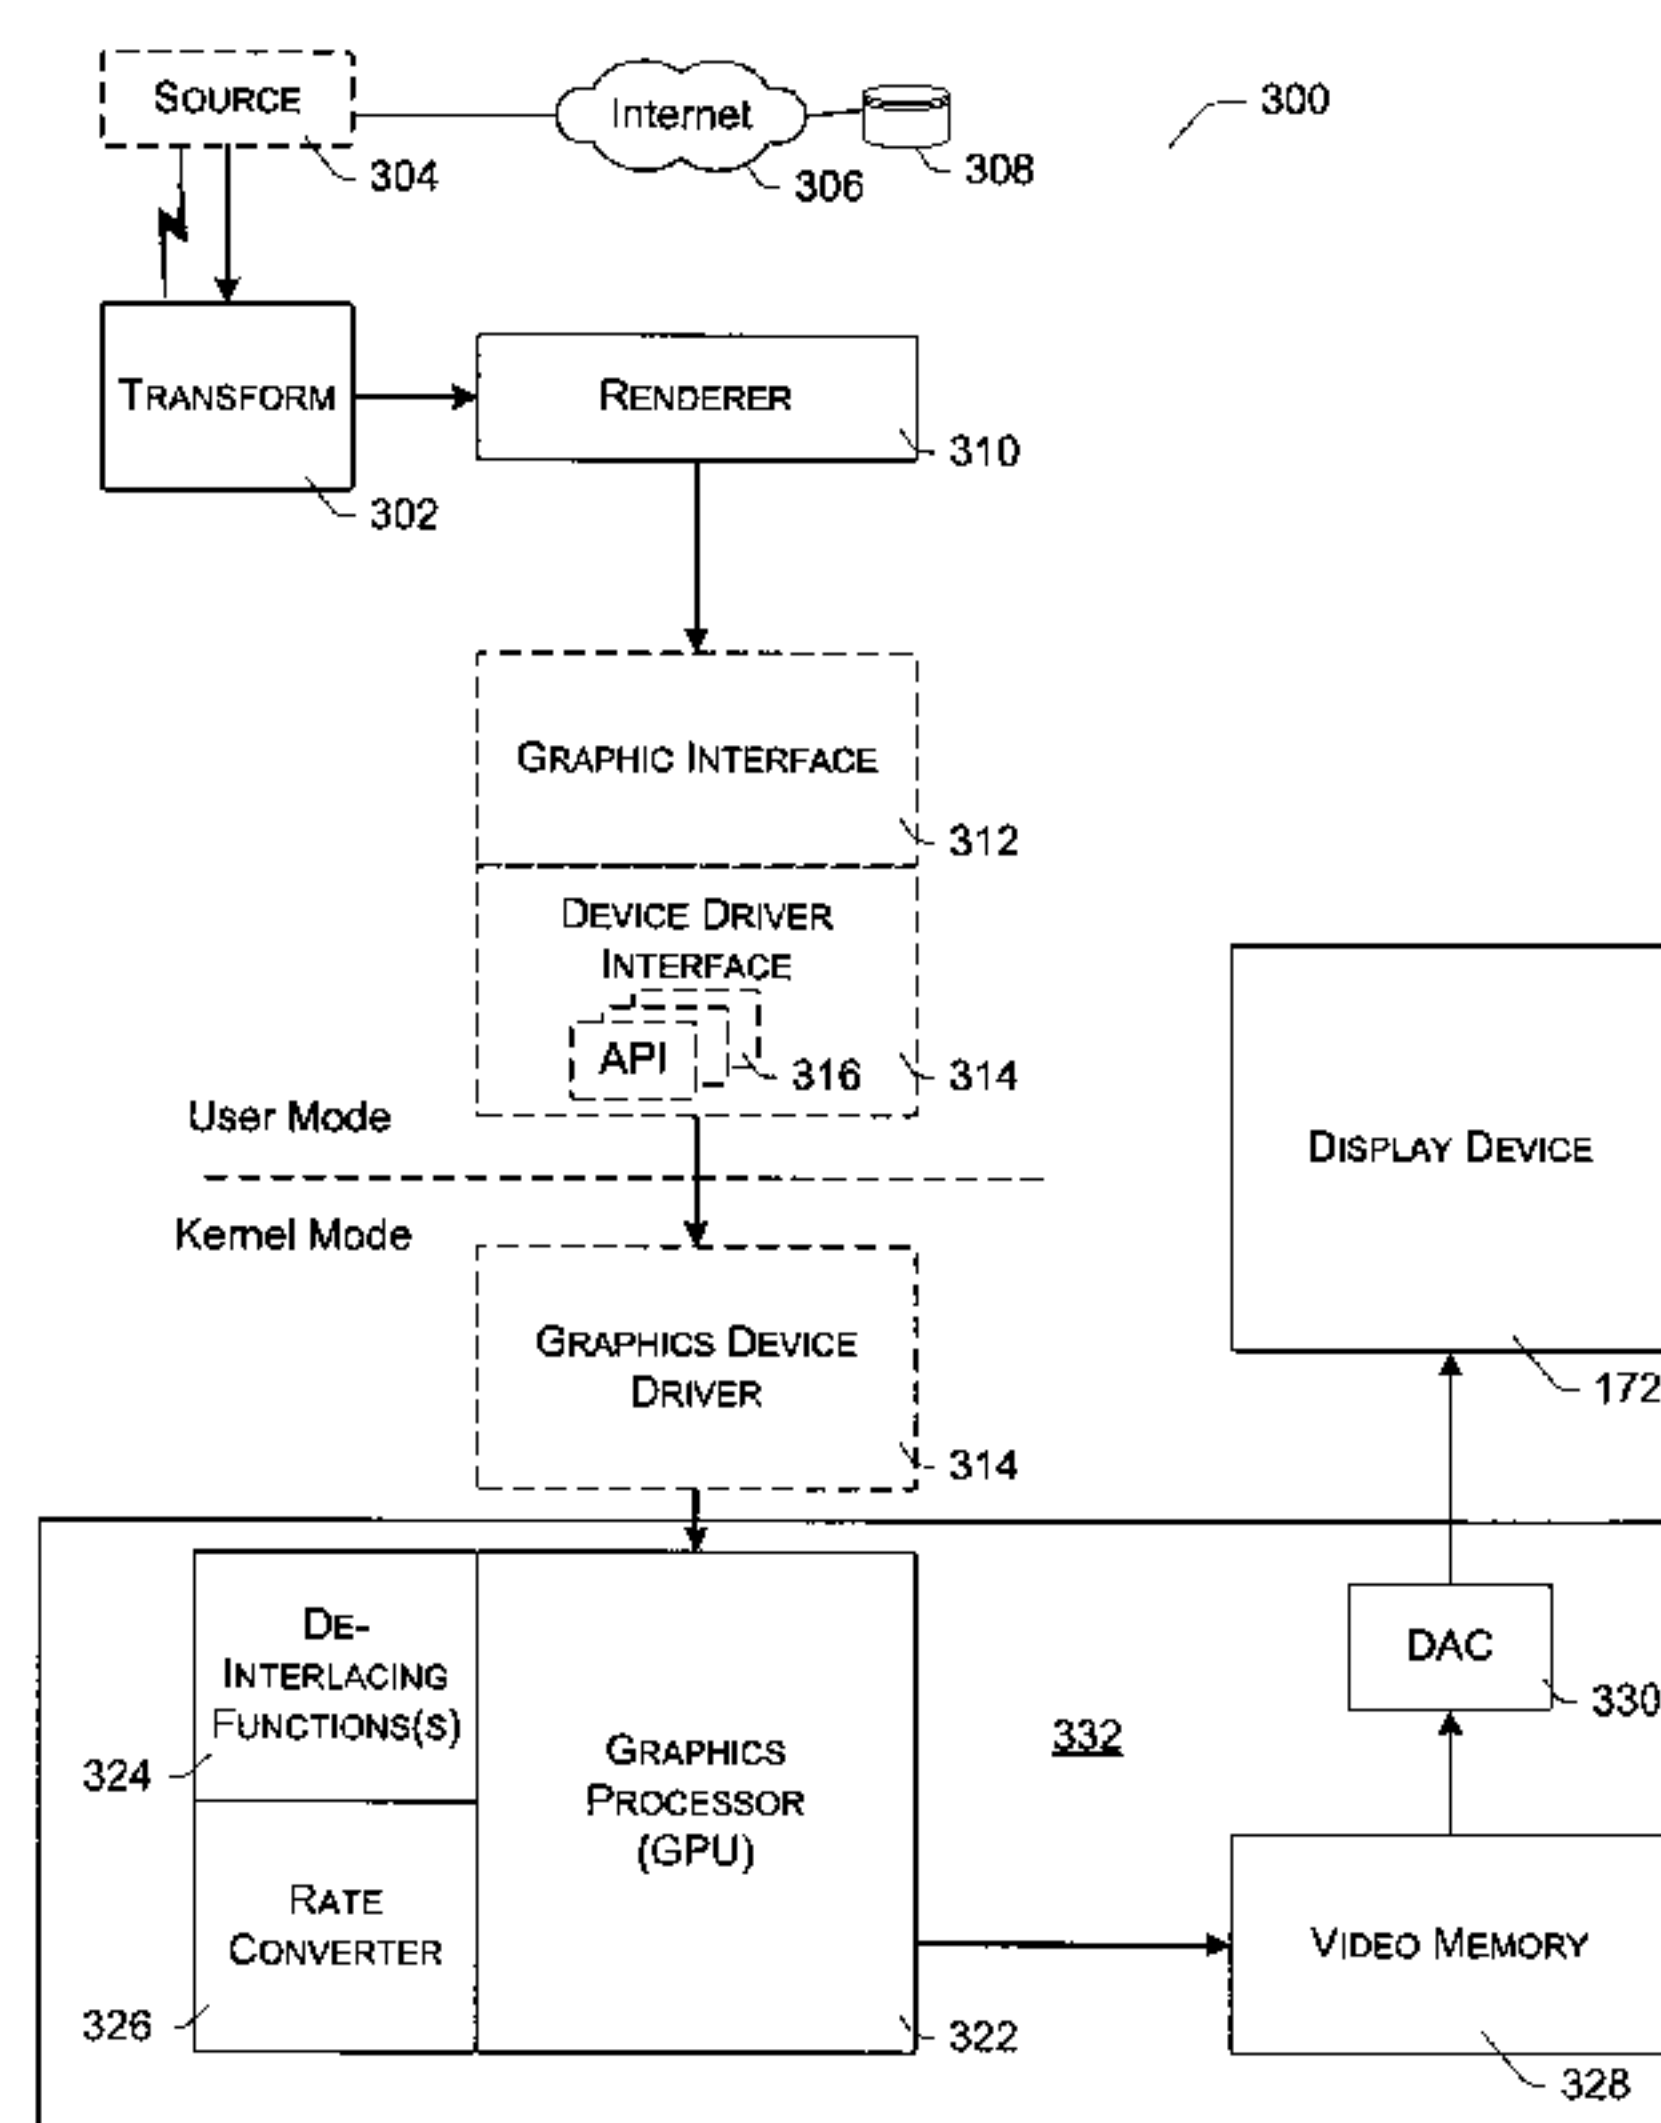 SOURCE
Internet
300
304
306
308
TRANSFORM
RENDERER
310
302
GRAPHIC INTERFACE
312
DEVICE DRIVER
INTERFACE
API
316
314
User Mode
DISPLAY DEVICE
Kernel Mode
GRAPHICS DEVICE
DRIVER
172
314
DE-
INTERLACING
FUNCTIONS(S)
DAC
330
332
324
GRAPHICS
PROCESSOR
(GPU)
RATE
CONVERTER
VIDEO MEMORY
326
322
328